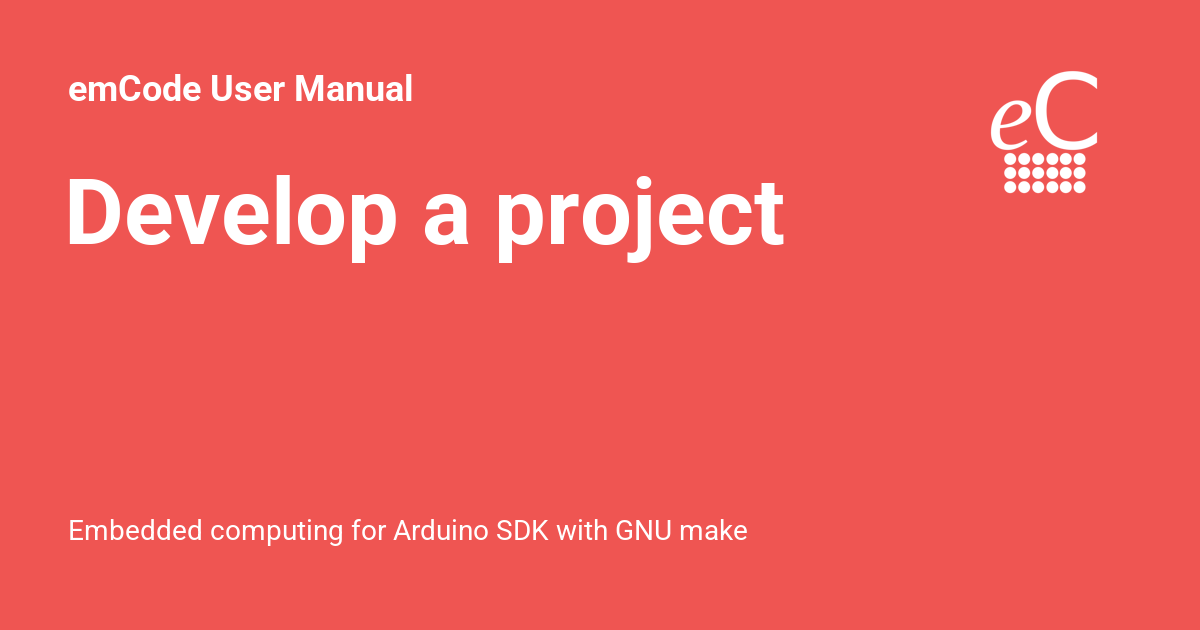 emCode User Manual
eC
Develop a project
Embedded computing for Arduino SDK with GNU make